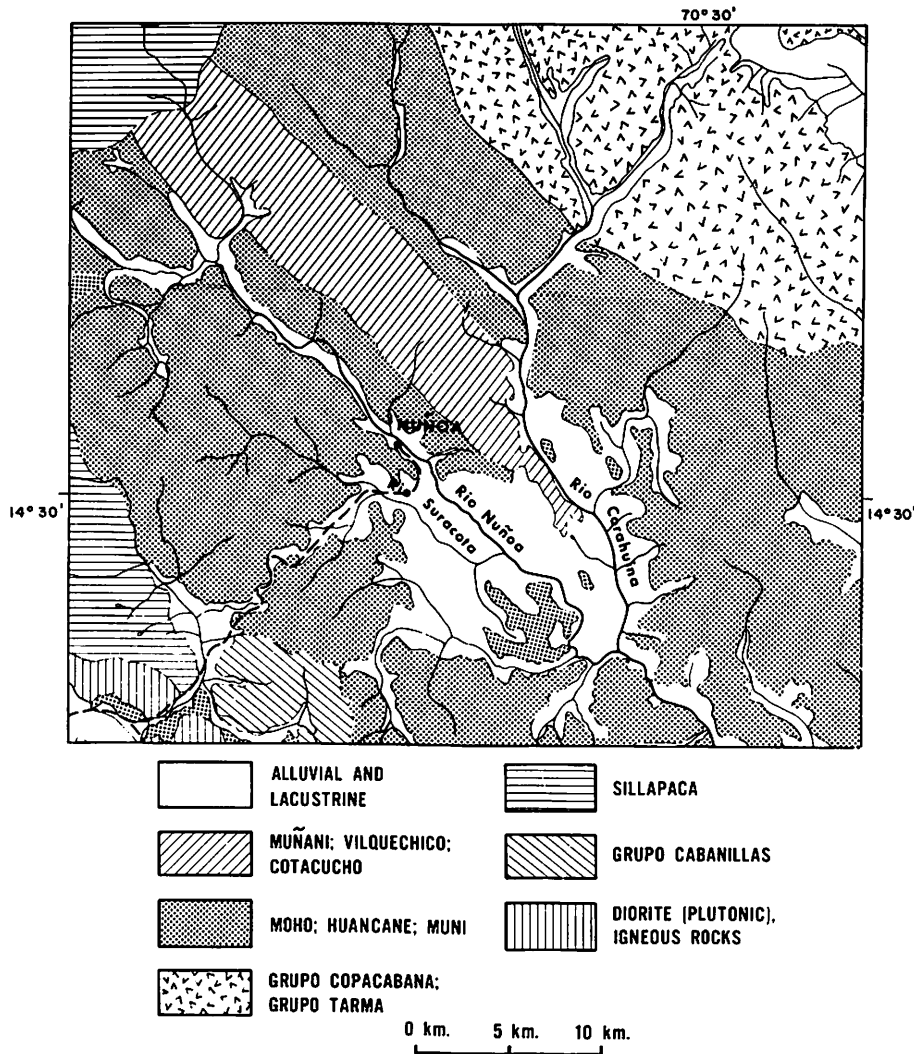 70°30'
NUÑOA
14°30'
14°30'
Rio
Suracota
Rio Nuñoa
Rio
Carahuina
ALLUVIAL AND
LACUSTRINE
SILLAPACA
MUÑANI; VILQUECHICO;
COTACUCHO
GRUPO CABANILLAS
MOHO; HUANCANE; MUNI
DIORITE (PLUTONIC),
IGNEOUS ROCKS
GRUPO COPACABANA;
GRUPO TARMA
0 km. 5 km. 10 km.